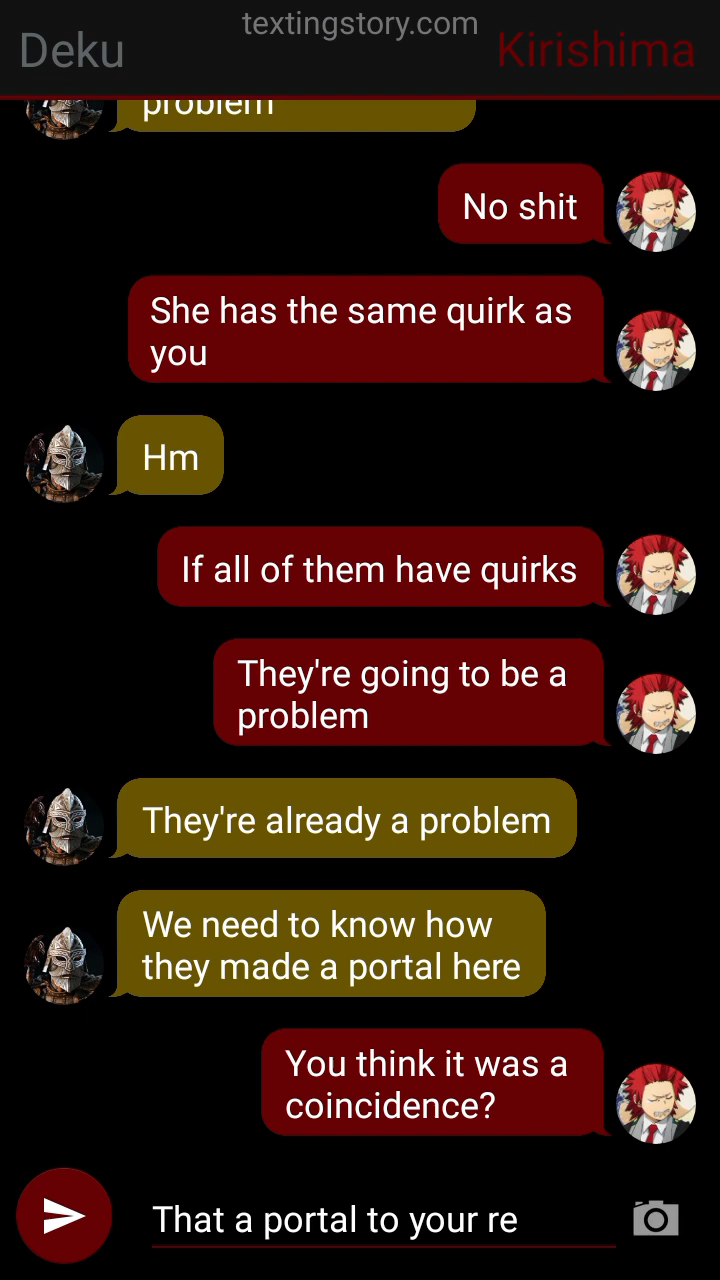 textingstory.com
Deku
Kirishima
problem
No shit
She has the same quirk as
you
Hm
If all of them have quirks
They're going to be a
problem
They're already a problem
We need to know how
they made a portal here
You think it was a
coincidence?
That a portal to your re